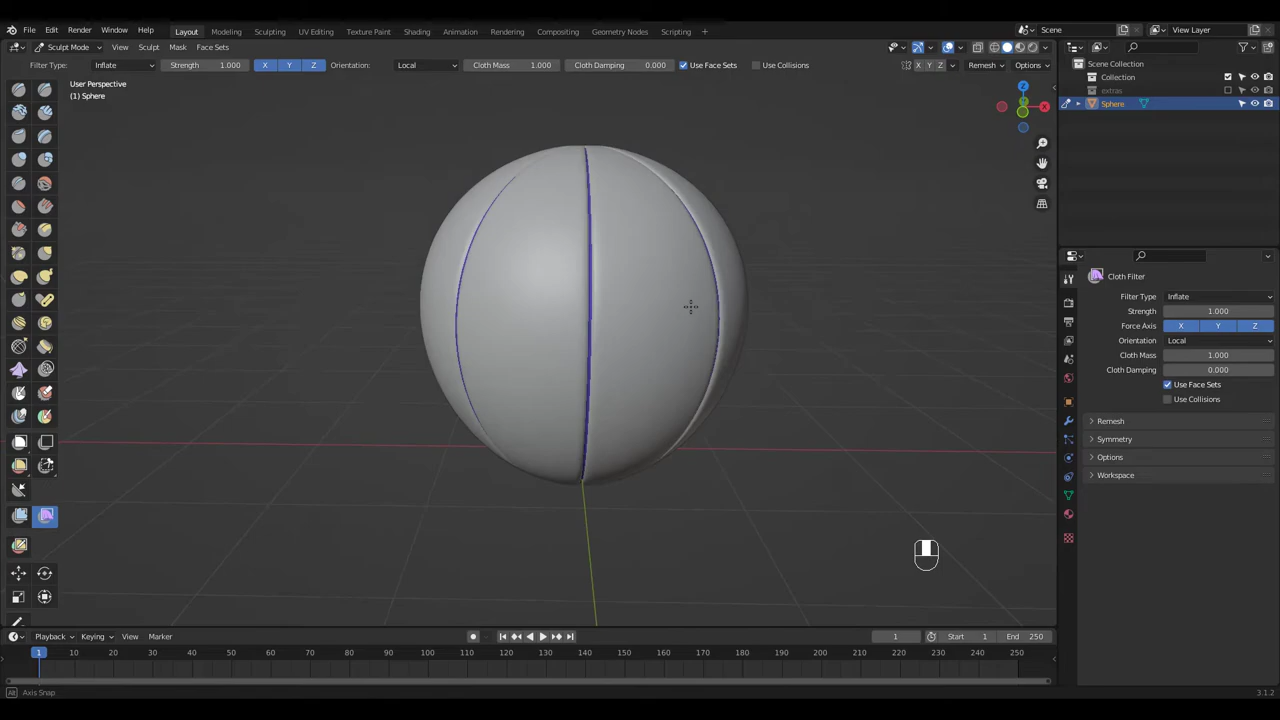 File Edit Render Window Help Layout Modeling Sculpting UV Editing Texture Paint Shading Animation Compositing Rendering Geometry Nodes Scripting + Scene View Layer
Sculpt Mode View Sculpt Mask Face Sets
Filter Type: Inflate Strength 1.000 X Y Z Orientation: Local Cloth Mass 1.000 Cloth Damping 0.000 Use Face Sets Use Collisions X Y Z Remesh Options
User Perspective
(1) Sphere
Z
X
Scene Collection
Collection
extras
Sphere
Cloth Filter
Filter Type Inflate
Strength 1.000
Force Axis X Y Z
Orientation Local
Cloth Mass 1.000
Cloth Damping 0.000
Use Face Sets
Use Collisions
Remesh
Symmetry
Options
Workspace
Playback Keying View Marker 1 Start 1 End 250
1 10 20 30 40 50 60 70 80 90 100 110 120 130 140 150 160 170 180 190 200 210 220 230 240 250
Alt Axis Snap 3.1.2